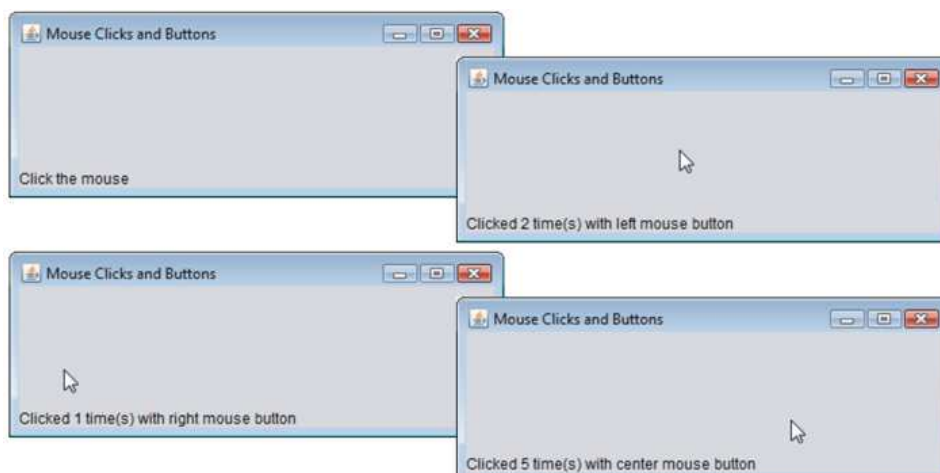 Mouse Clicks and Buttons
Click the mouse
Mouse Clicks and Buttons
Clicked 2 time(s) with left mouse button
Mouse Clicks and Buttons
Clicked 1 time(s) with right mouse button
Mouse Clicks and Buttons
Clicked 5 time(s) with center mouse button